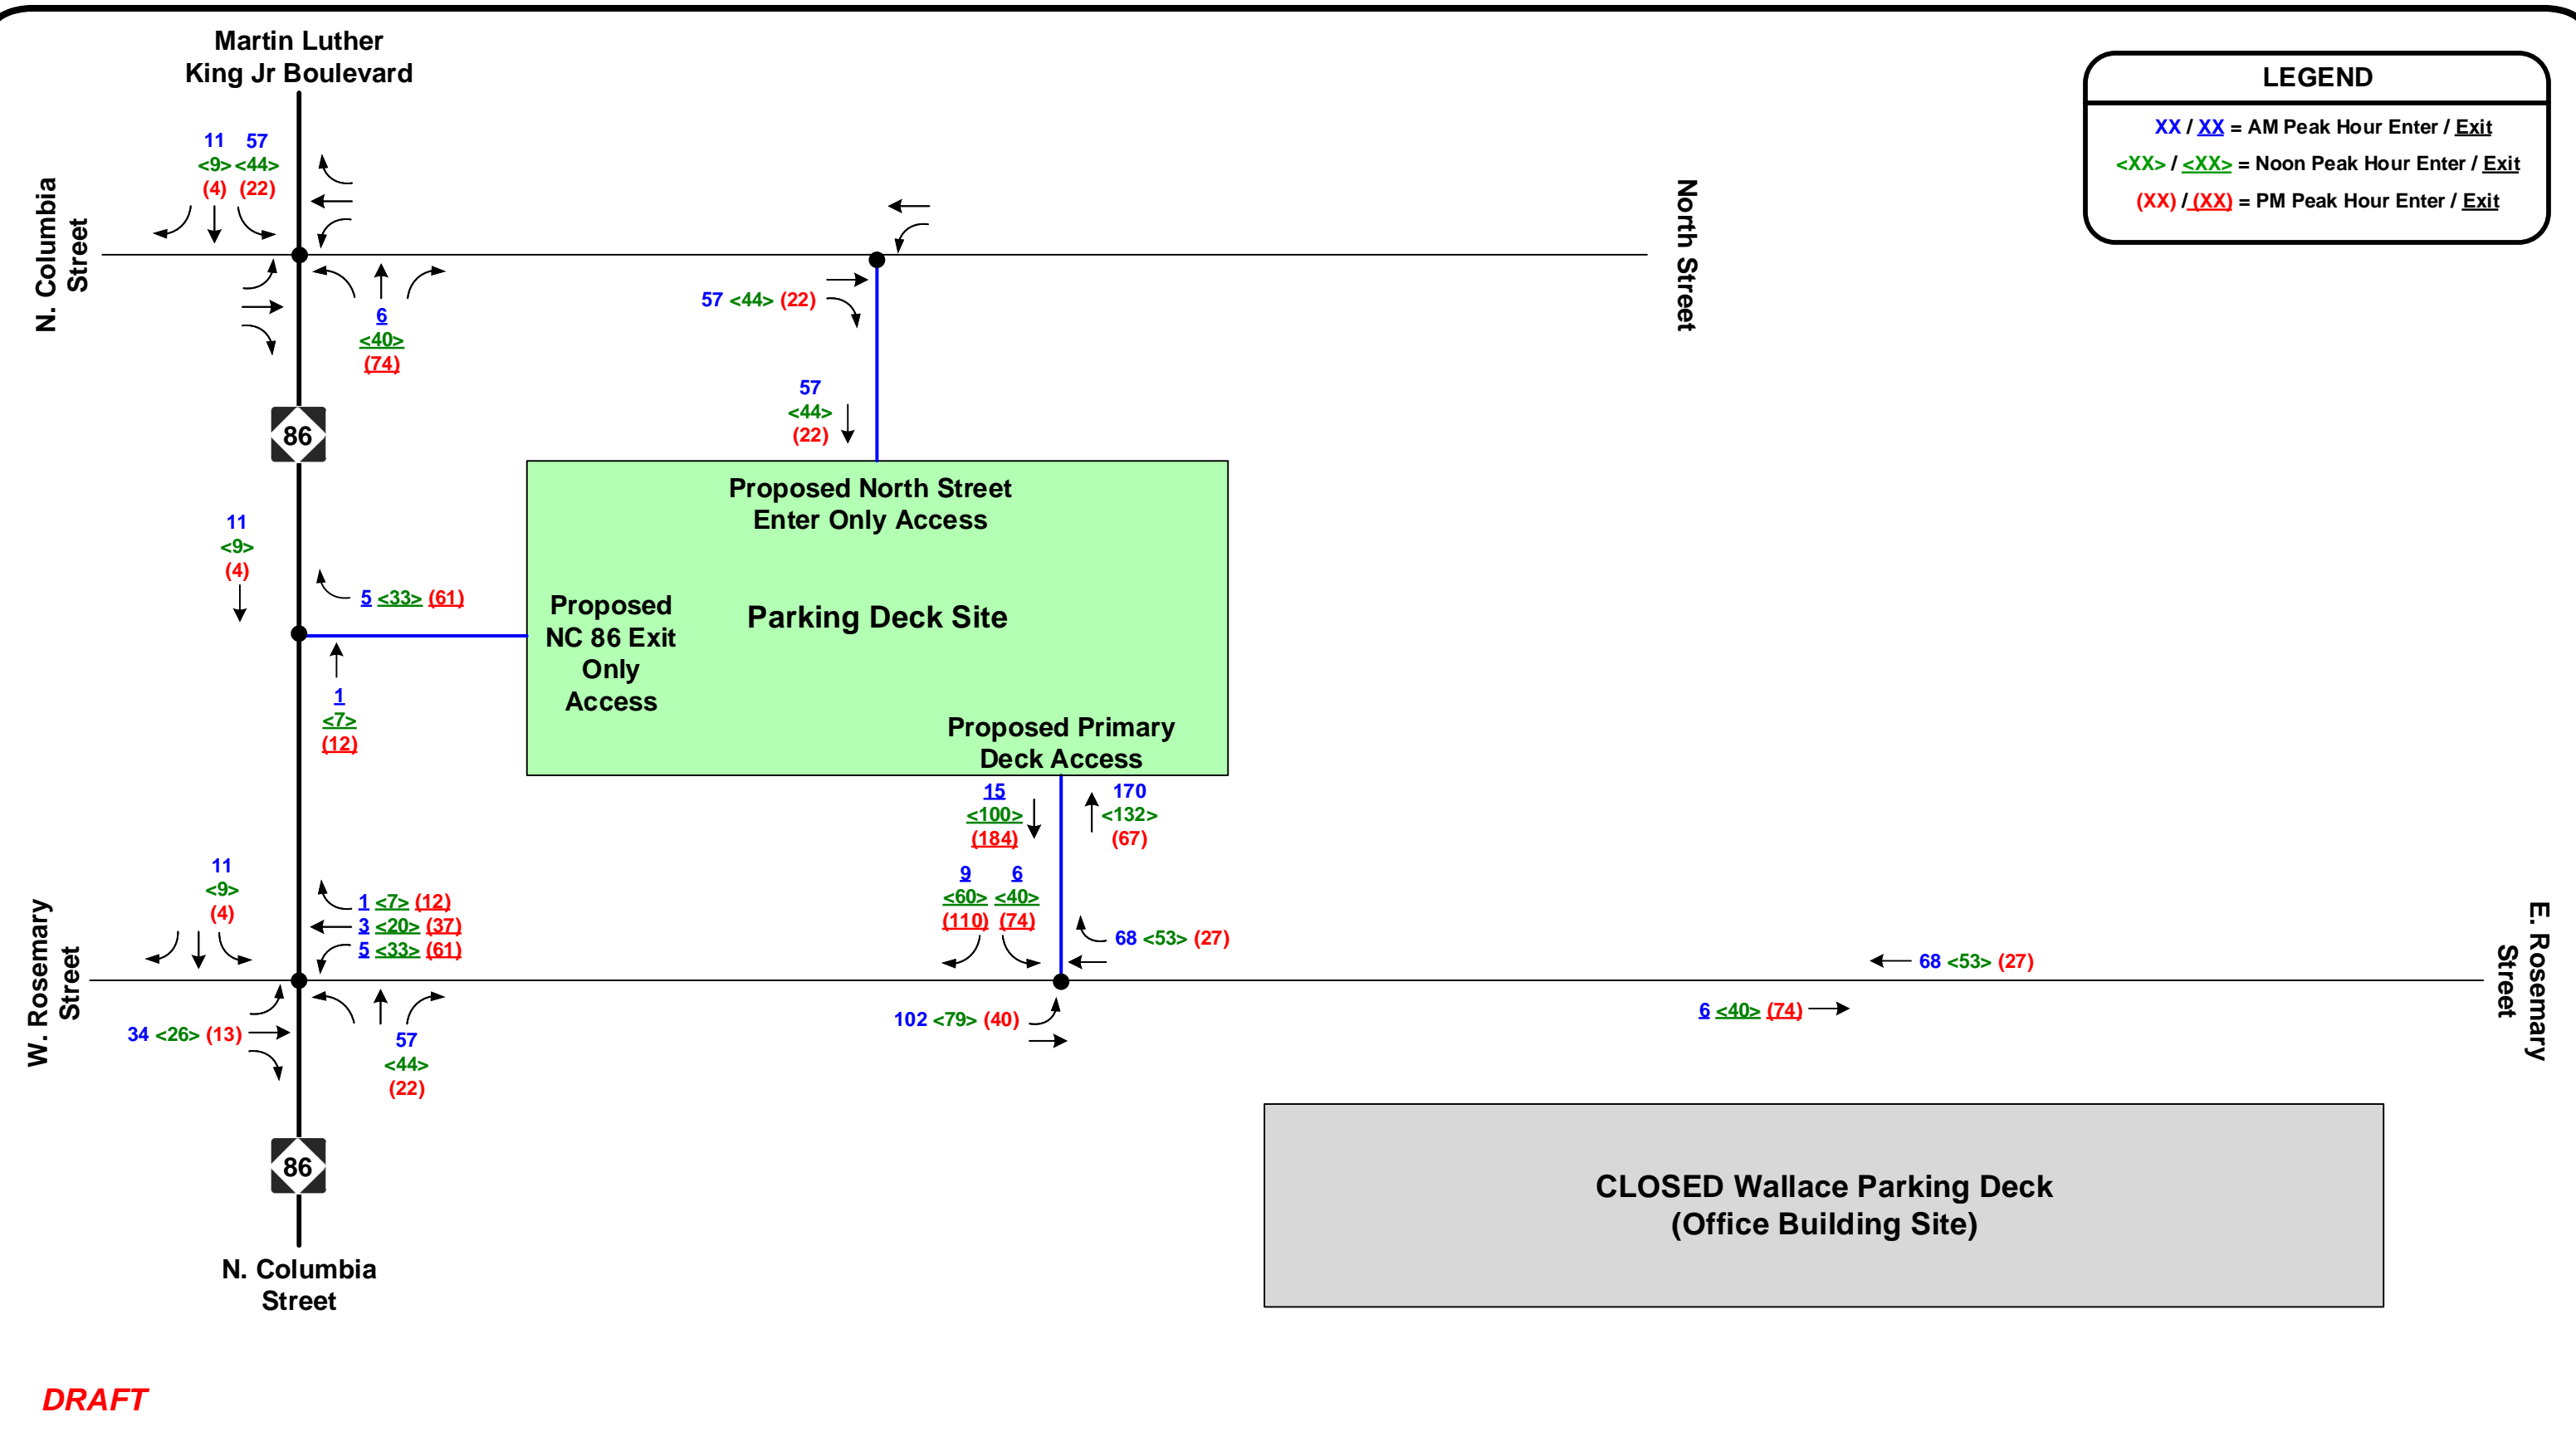 Martin Luther
King Jr Boulevard
LEGEND
XX / XX = AM Peak Hour Enter / Exit
<XX> / <XX> = Noon Peak Hour Enter / Exit
(XX) / (XX) = PM Peak Hour Enter / Exit
11 57
<9> <44>
(4) (22)
N. Columbia
Street
North Street
6
<40>
(74)
57 <44> (22)
57
<44>
(22)
86
Proposed North Street
Enter Only Access
11
<9>
(4)
5 <33> (61)
Proposed
NC 86 Exit
Only
Access
Parking Deck Site
1
<7>
(12)
Proposed Primary
Deck Access
15
<100>
(184)
170
<132>
(67)
9 6
<60> <40>
(110) (74)
68 <53> (27)
11
<9>
(4)
1 <7> (12)
3 <20> (37)
5 <33> (61)
W. Rosemary
Street
68 <53> (27)
6 <40> (74)
E. Rosemary
Street
34 <26> (13)
57
<44>
(22)
102 <79> (40)
86
CLOSED Wallace Parking Deck
(Office Building Site)
N. Columbia
Street
DRAFT